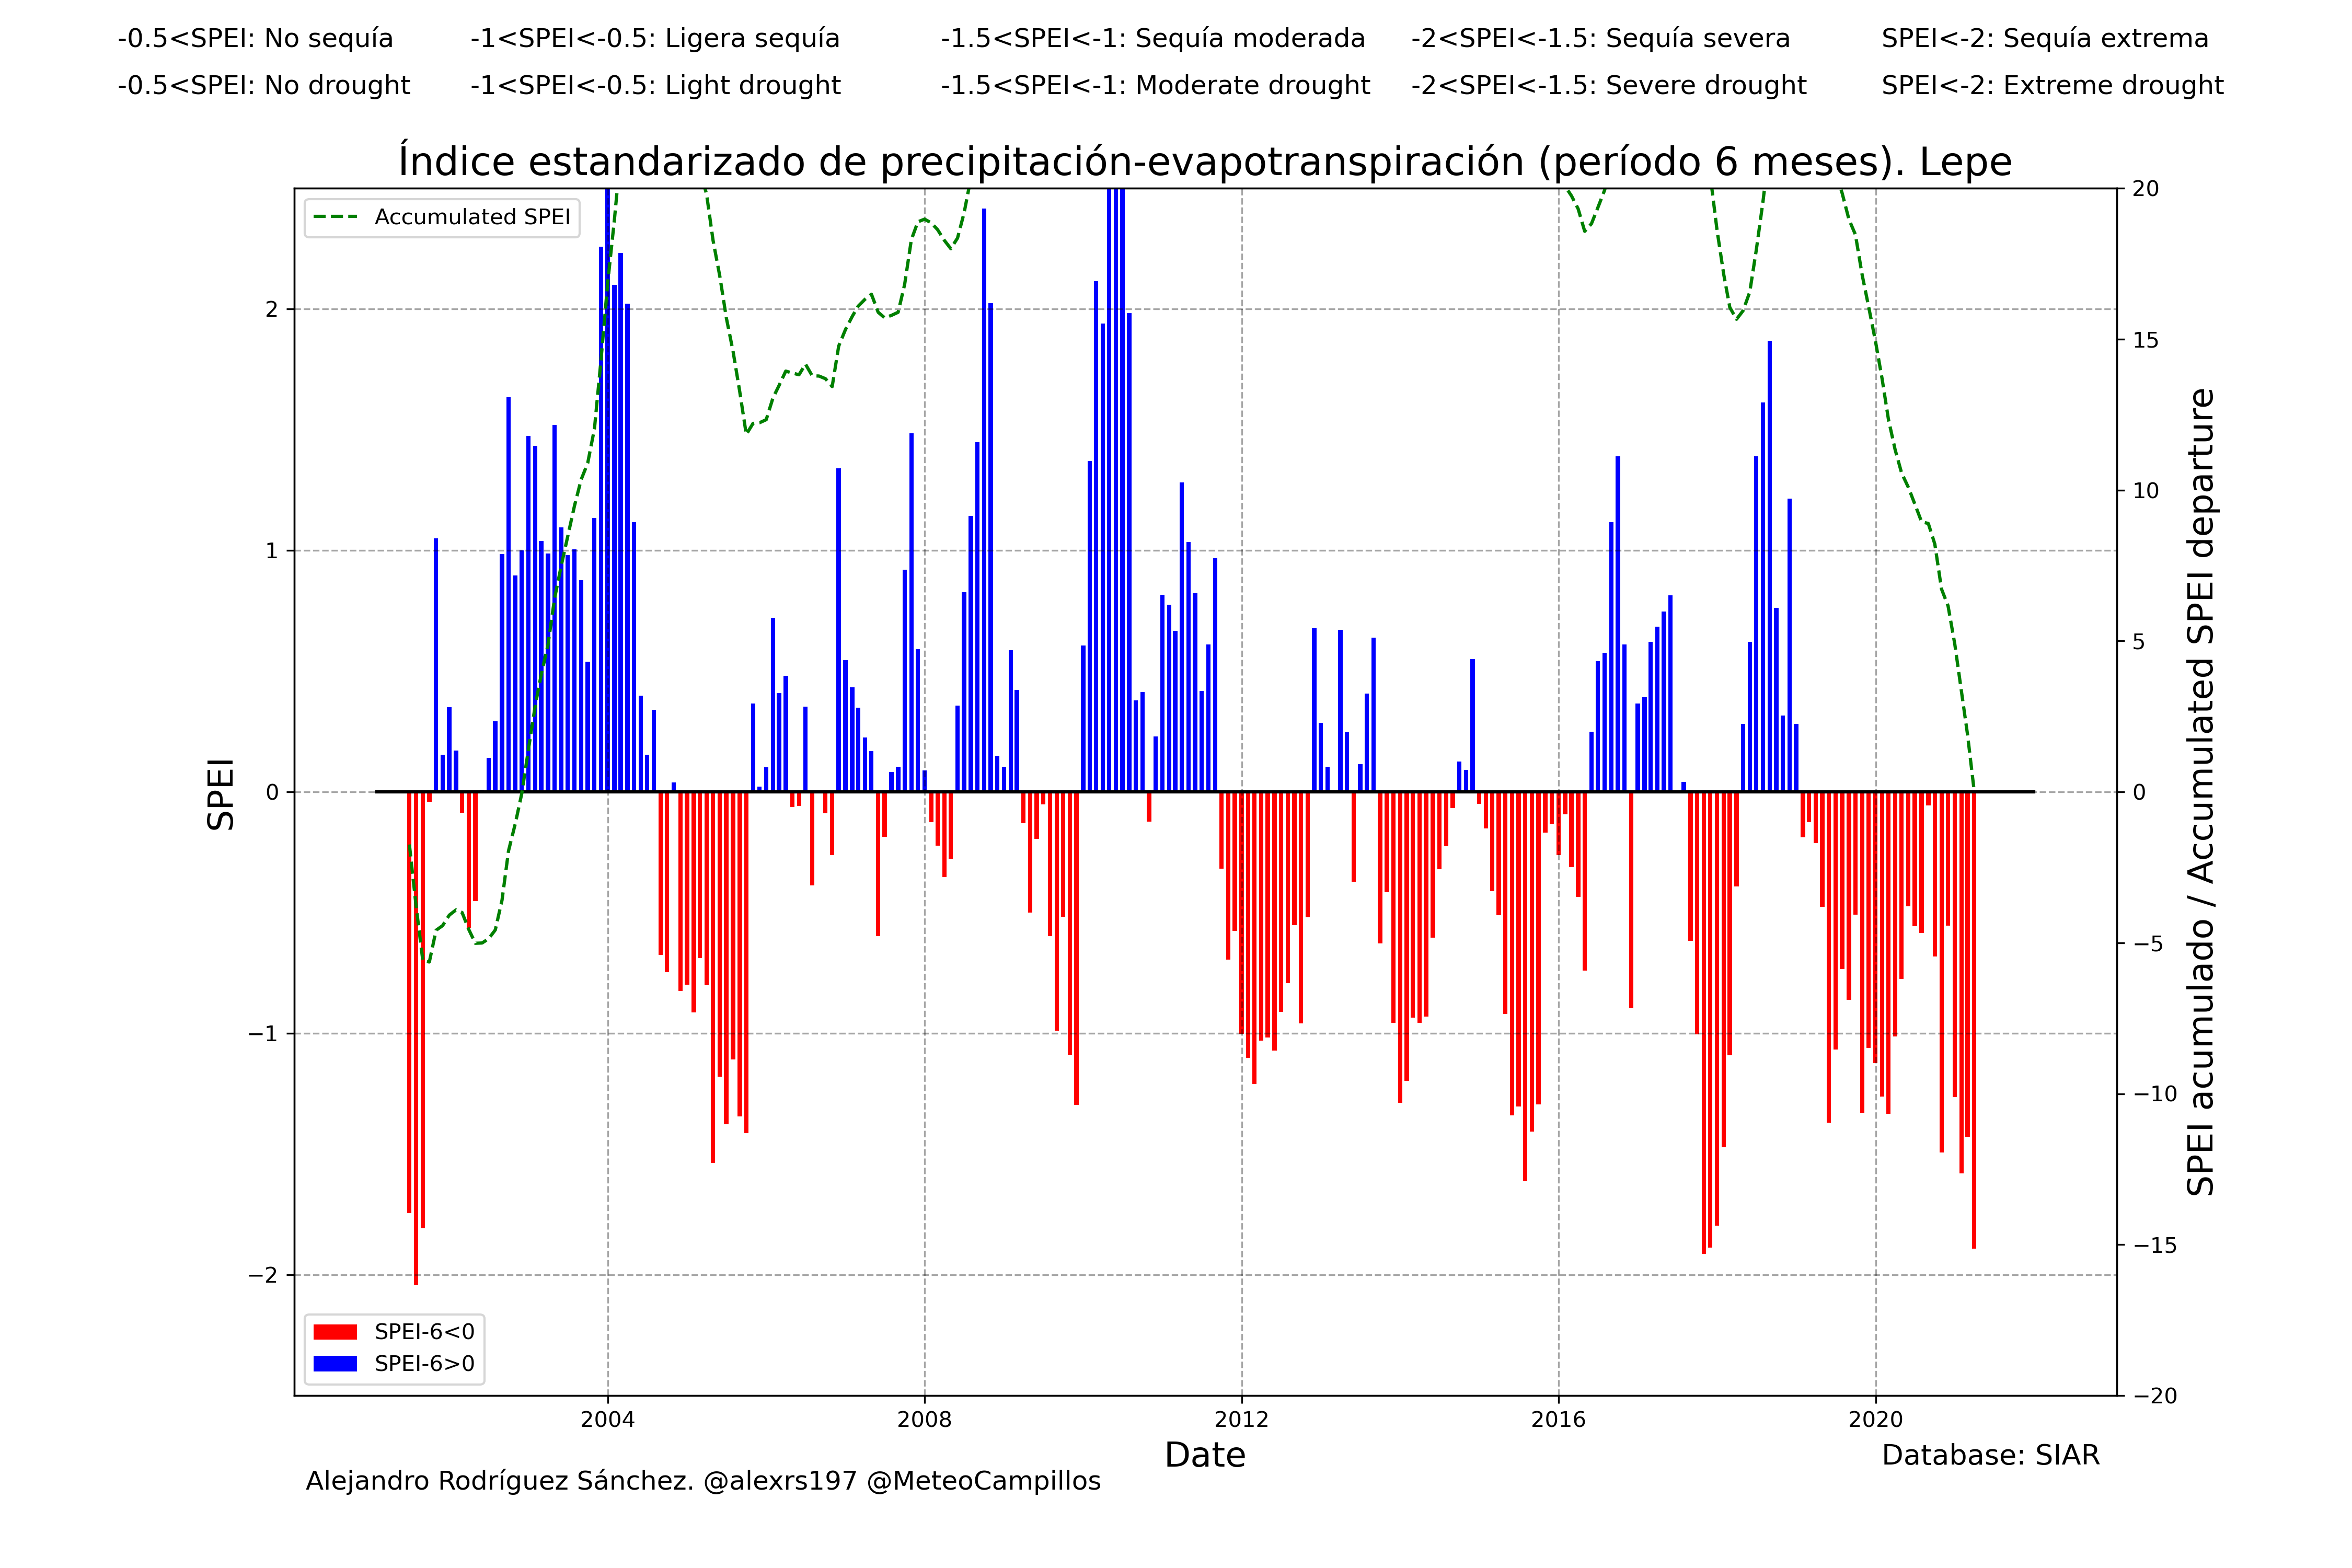 -0.5<SPEI: No sequía -1<SPEI<-0.5: Ligera sequía -1.5<SPEI<-1: Sequía moderada -2<SPEI<-1.5: Sequía severa SPEI<-2: Sequía extrema
-0.5<SPEI: No drought -1<SPEI<-0.5: Light drought -1.5<SPEI<-1: Moderate drought -2<SPEI<-1.5: Severe drought SPEI<-2: Extreme drought
Índice estandarizado de precipitación-evapotranspiración (período 6 meses). Lepe
Accumulated SPEI
2
1
0
−1
−2
SPEI
20
15
10
5
0
−5
−10
−15
−20
SPEI acumulado / Accumulated SPEI departure
SPEI-6<0
SPEI-6>0
2004 2008 2012 2016 2020
Date
Database: SIAR
Alejandro Rodríguez Sánchez. @alexrs197 @MeteoCampillos